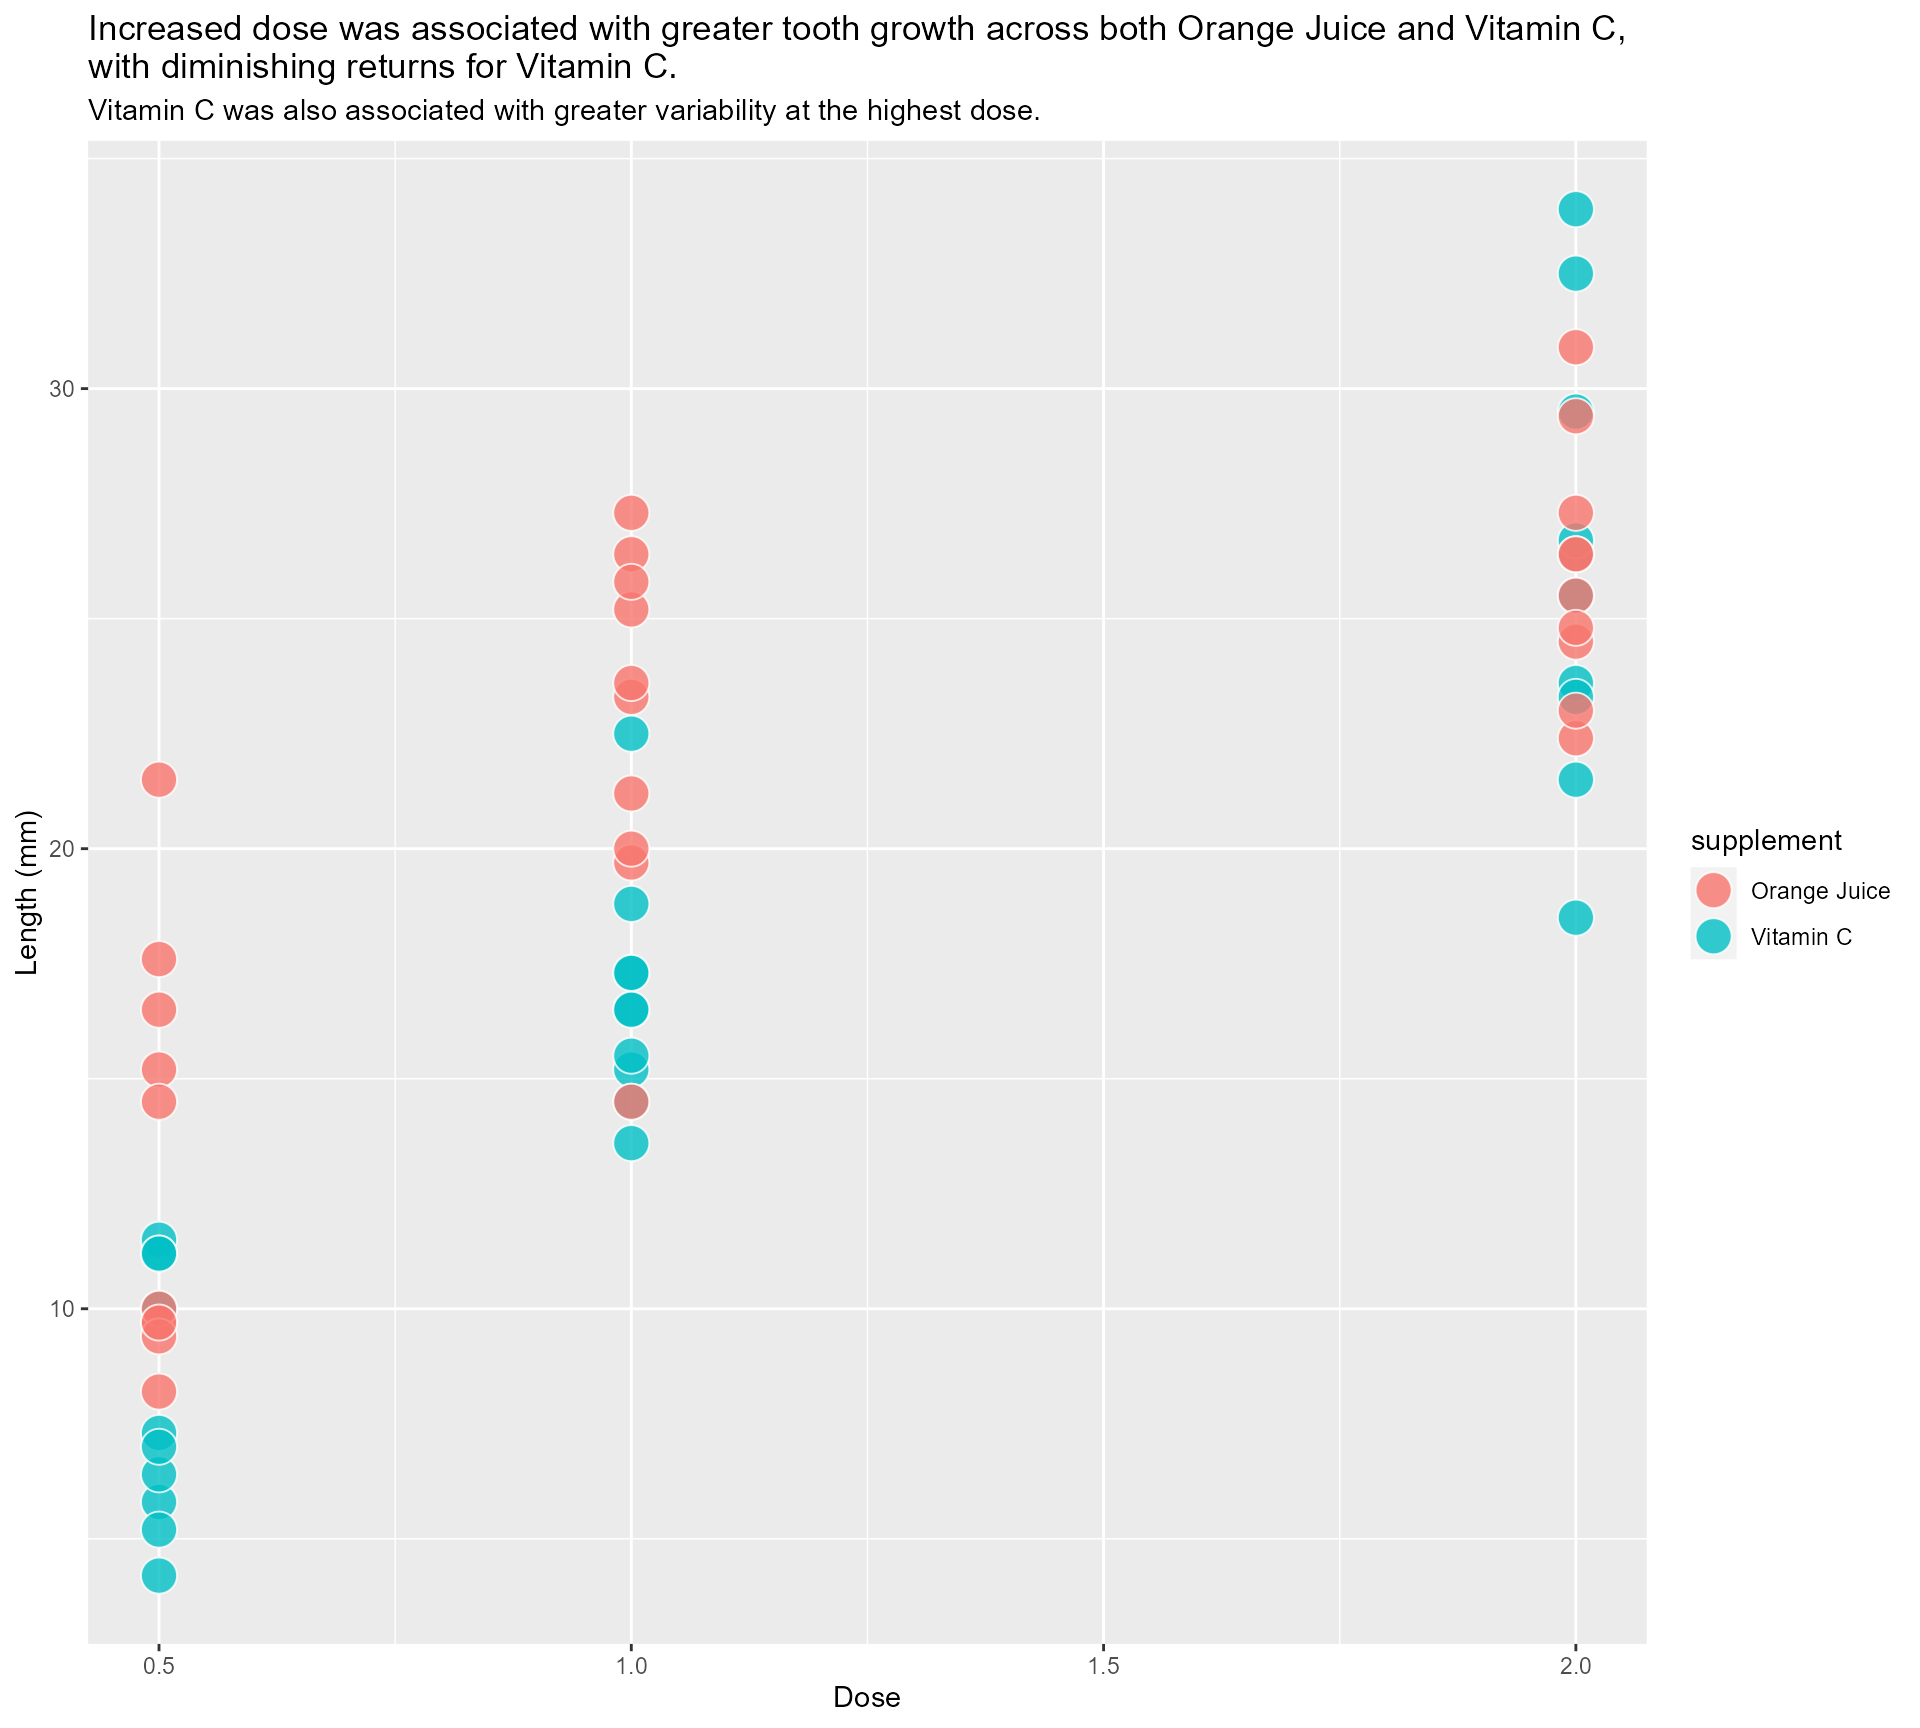 Increased dose was associated with greater tooth growth across both Orange Juice and Vitamin C,
with diminishing returns for Vitamin C.
Vitamin C was also associated with greater variability at the highest dose.
Length (mm)
30
20
10
0.5 1.0 1.5 2.0
Dose
supplement
Orange Juice
Vitamin C